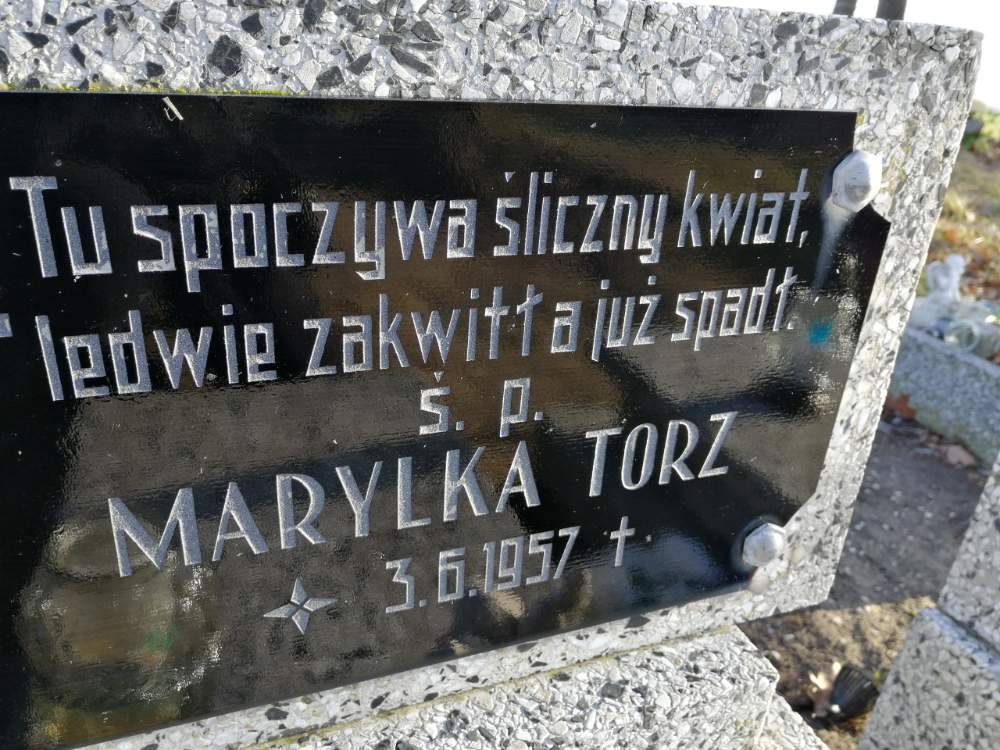 Tu spoczywa śliczny kwiat,
ledwie zakwitł a już spadł.
ś. p.
MARYLKA TORZ
3.6.1957 †.